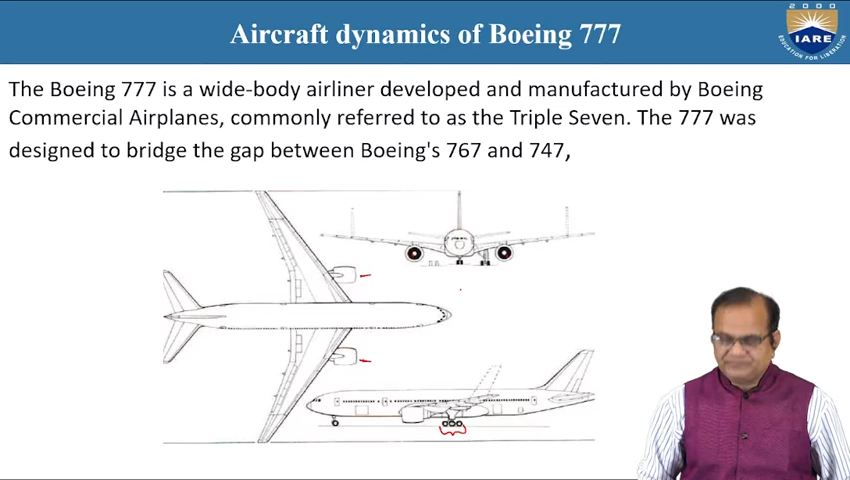 Aircraft dynamics of Boeing 777
2000
IARE
EDUCATION FOR LIBERATION
The Boeing 777 is a wide-body airliner developed and manufactured by Boeing
Commercial Airplanes, commonly referred to as the Triple Seven. The 777 was
designed to bridge the gap between Boeing's 767 and 747,